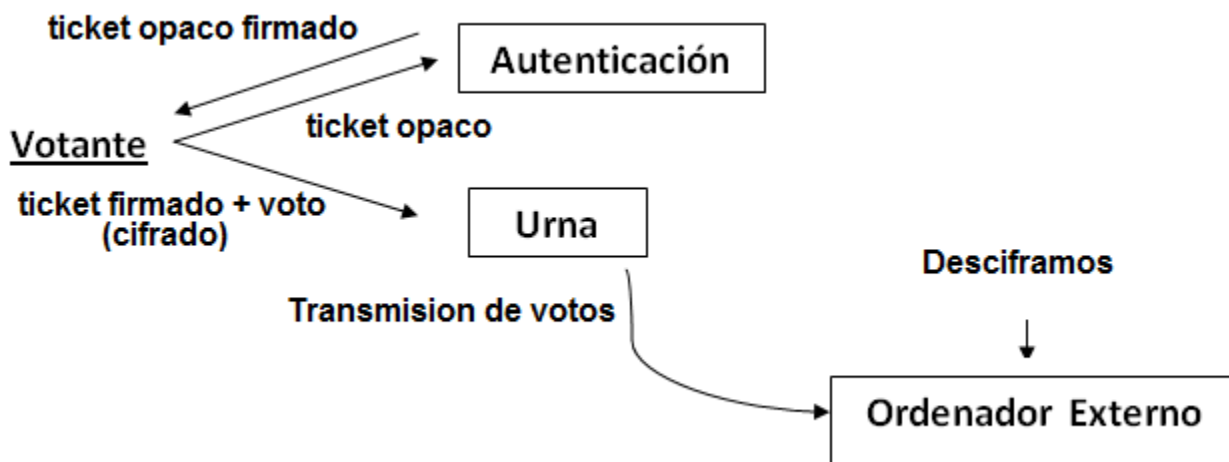 ticket opaco firmado
Autenticación
ticket opaco
Votante
ticket firmado + voto
(cifrado)
Urna
Desciframos
Transmision de votos
Ordenador Externo